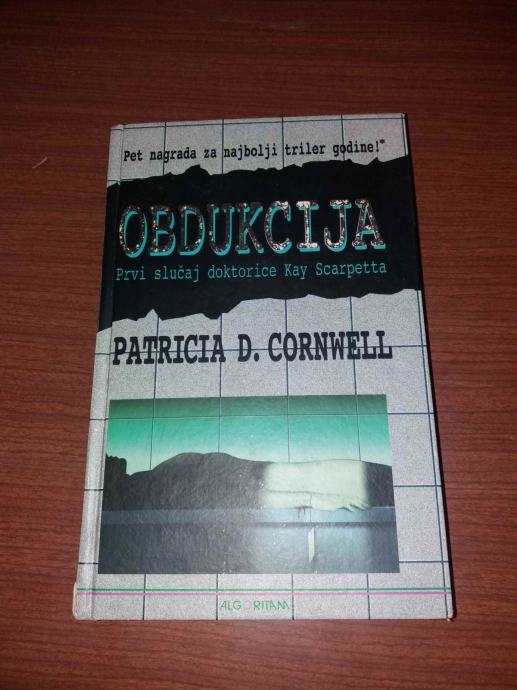 Pet nagrada za najbolji triler godine!*
OBDUKCIJA
Prvi slučaj doktorice Kay Scarpetta
PATRICIA D. CORNWELL
ALGORITAM